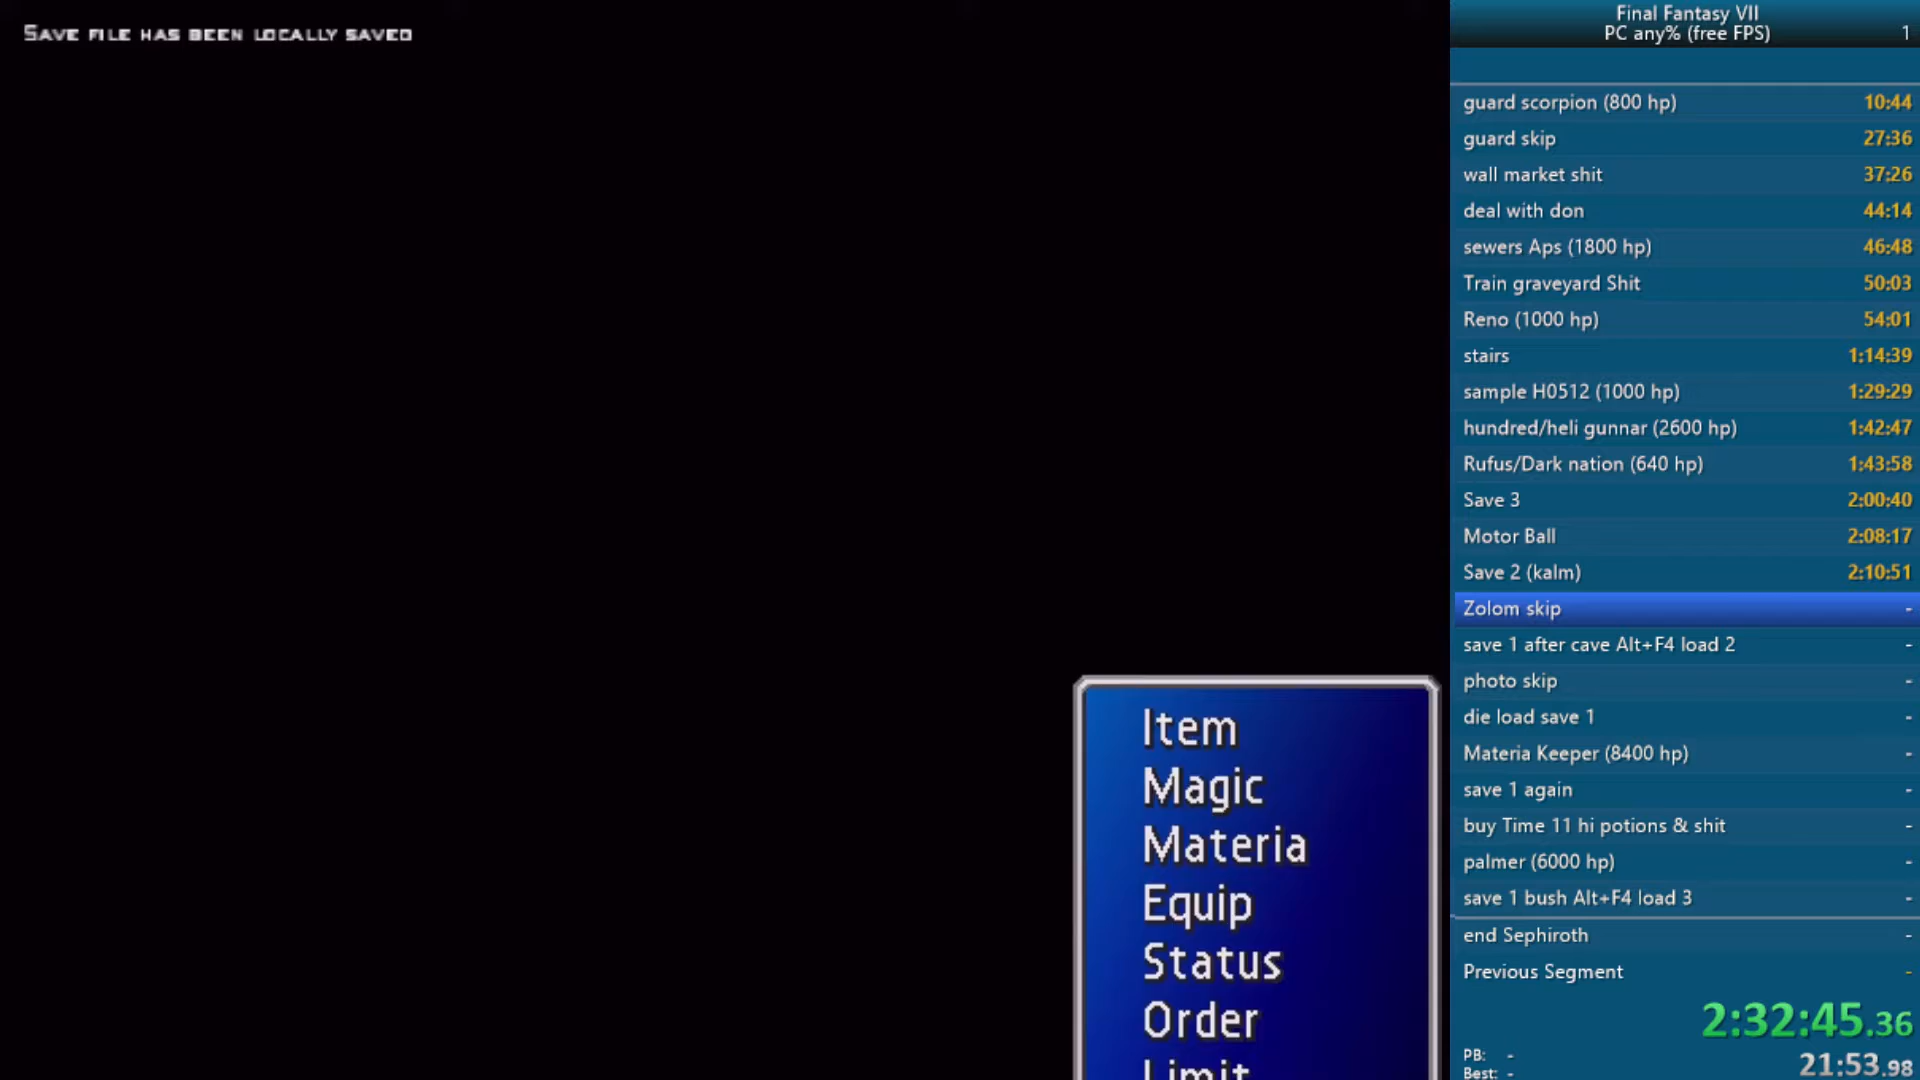 Save file has been locally saved
Item
Magic
Materia
Equip
Status
Order
Limit
Final Fantasy VII
PC any% (free FPS) 1
guard scorpion (800 hp) 10:44
guard skip 27:36
wall market shit 37:26
deal with don 44:14
sewers Aps (1800 hp) 46:48
Train graveyard Shit 50:03
Reno (1000 hp) 54:01
stairs 1:14:39
sample H0512 (1000 hp) 1:29:29
hundred/heli gunnar (2600 hp) 1:42:47
Rufus/Dark nation (640 hp) 1:43:58
Save 3 2:00:40
Motor Ball 2:08:17
Save 2 (kalm) 2:10:51
Zolom skip -
save 1 after cave Alt+F4 load 2 -
photo skip -
die load save 1 -
Materia Keeper (8400 hp) -
save 1 again -
buy Time 11 hi potions & shit -
palmer (6000 hp) -
save 1 bush Alt+F4 load 3 -
end Sephiroth -
Previous Segment -
2:32:45.36
PB: -
Best: - 21:53.98